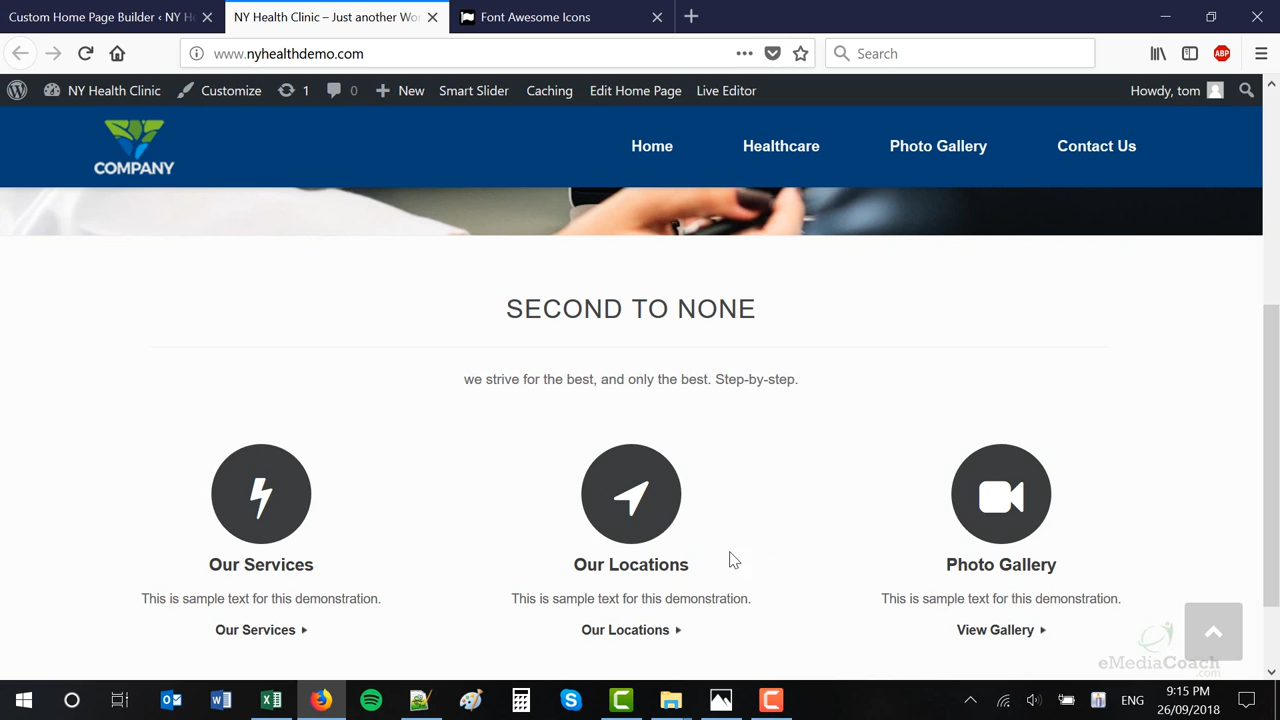 Custom Home Page Builder ‹ NY H
NY Health Clinic – Just another Wo
Font Awesome Icons
www.nyhealthdemo.com
Search
ABP
NY Health Clinic
Customize
1
0
New
Smart Slider
Caching
Edit Home Page
Live Editor
Howdy, tom
COMPANY
Home
Healthcare
Photo Gallery
Contact Us
SECOND TO NONE
we strive for the best, and only the best. Step-by-step.
Our Services
Our Locations
Photo Gallery
This is sample text for this demonstration.
This is sample text for this demonstration.
This is sample text for this demonstration.
Our Services
Our Locations
View Gallery
eMediaCoach
.com
ENG
9:15 PM
26/09/2018